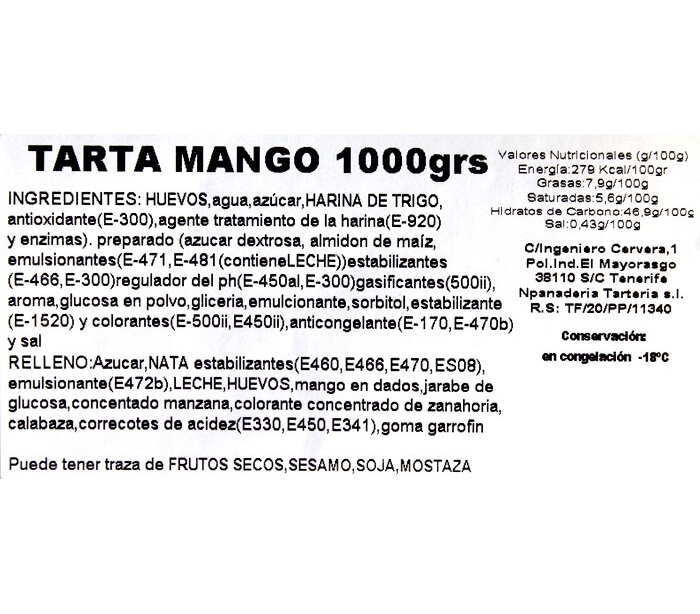 TARTA MANGO 1000grs
INGREDIENTES: HUEVOS,agua,azúcar,HARINA DE TRIGO,
antioxidante(E-300),agente tratamiento de la harina(E-920)
y enzimas). preparado (azucar dextrosa, almidon de maíz,
emulsionantes(E-471,E-481(contieneLECHE))estabilizantes
(E-466,E-300)regulador del ph(E-450al,E-300)gasificantes(500ii),
aroma,glucosa en polvo,gliceria,emulcionante,sorbitol,estabilizante
(E-1520) y colorantes(E-500ii,E450ii),anticongelante(E-170,E-470b)
y sal
RELLENO:Azucar,NATA estabilizantes(E460,E466,E470,ES08),
emulsionante(E472b),LECHE,HUEVOS,mango en dados,jarabe de
glucosa,concentado manzana,colorante concentrado de zanahoria,
calabaza,correcotes de acidez(E330,E450,E341),goma garrofin
Puede tener traza de FRUTOS SECOS,SESAMO,SOJA,MOSTAZA
Valores Nutricionales (g/100g)
Energía:279 Kcal/100gr
Grasas:7,9g/100g
Saturadas:5,6g/100g
Hidratos de Carbono:46,9g/100g
Sal:0,43g/100g
C/Ingeniero Cervera,1
Pol.Ind.El Mayorasgo
38110 S/C Tenerife
Npanaderia Tarteria s.l.
R.S: TF/20/PP/11340
Conservación:
en congelación -18ºC